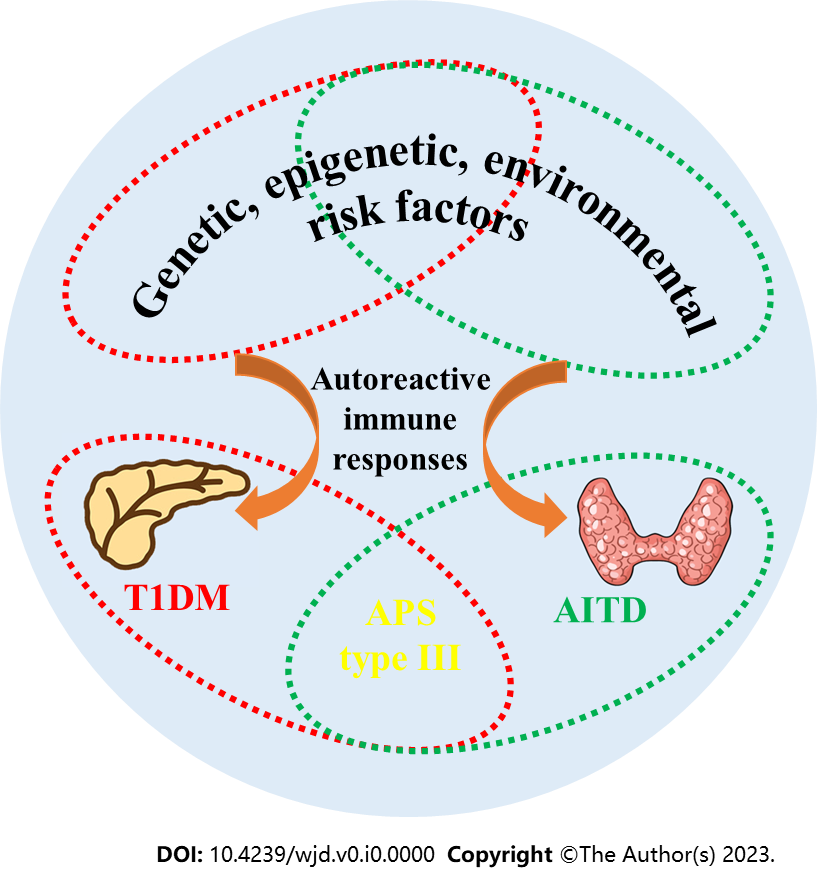 Genetic, epigenetic, environmental
risk factors
Autoreactive
immune
responses
T1DM
AITD
APS
type III
DOI: 10.4239/wjd.v0.i0.0000 Copyright ©The Author(s) 2023.